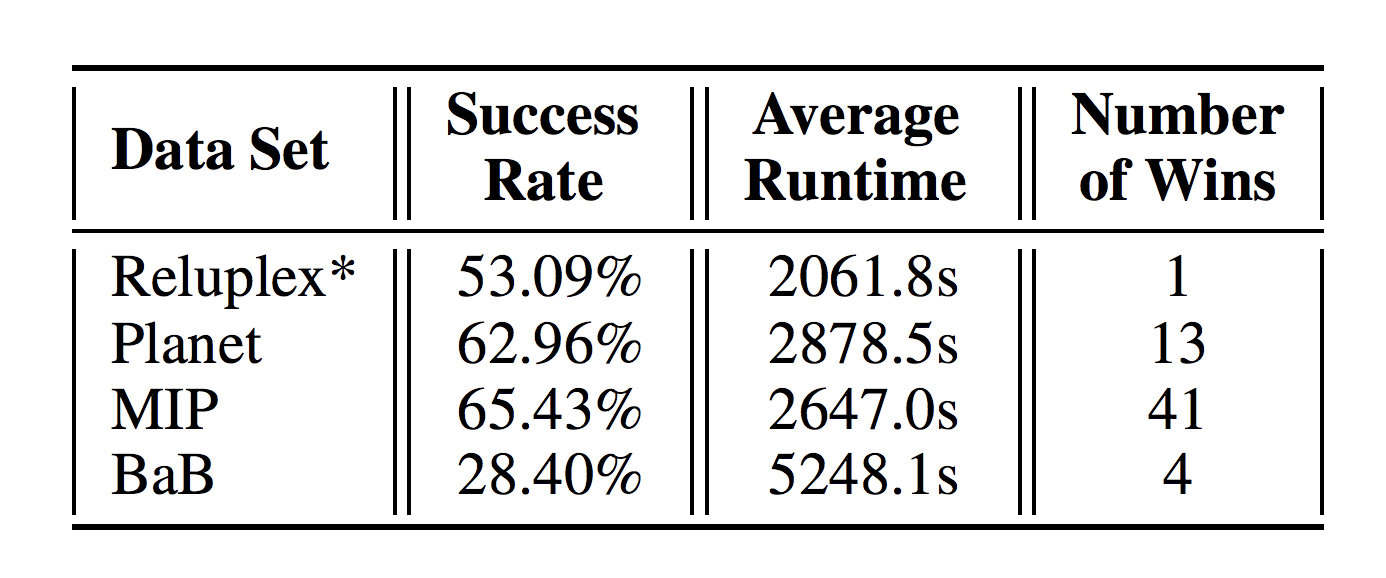 Data Set Success Rate Average Runtime Number of Wins
Reluplex* 53.09% 2061.8s 1
Planet 62.96% 2878.5s 13
MIP 65.43% 2647.0s 41
BaB 28.40% 5248.1s 4